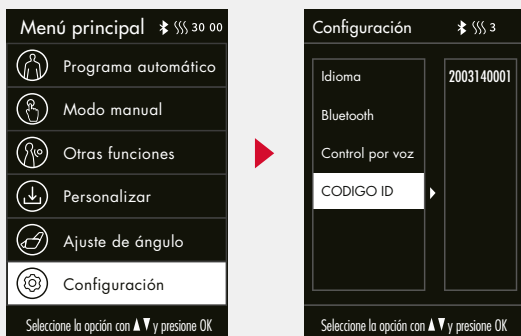 Menú principal 30 00
Programa automático
Modo manual
Otras funciones
Personalizar
Ajuste de ángulo
Configuración
Seleccione la opción con ▲▼ y presione OK
Configuración 3
Idioma
2003140001
Bluetooth
Control por voz
CODIGO ID
Seleccione la opción con ▲▼ y presione OK